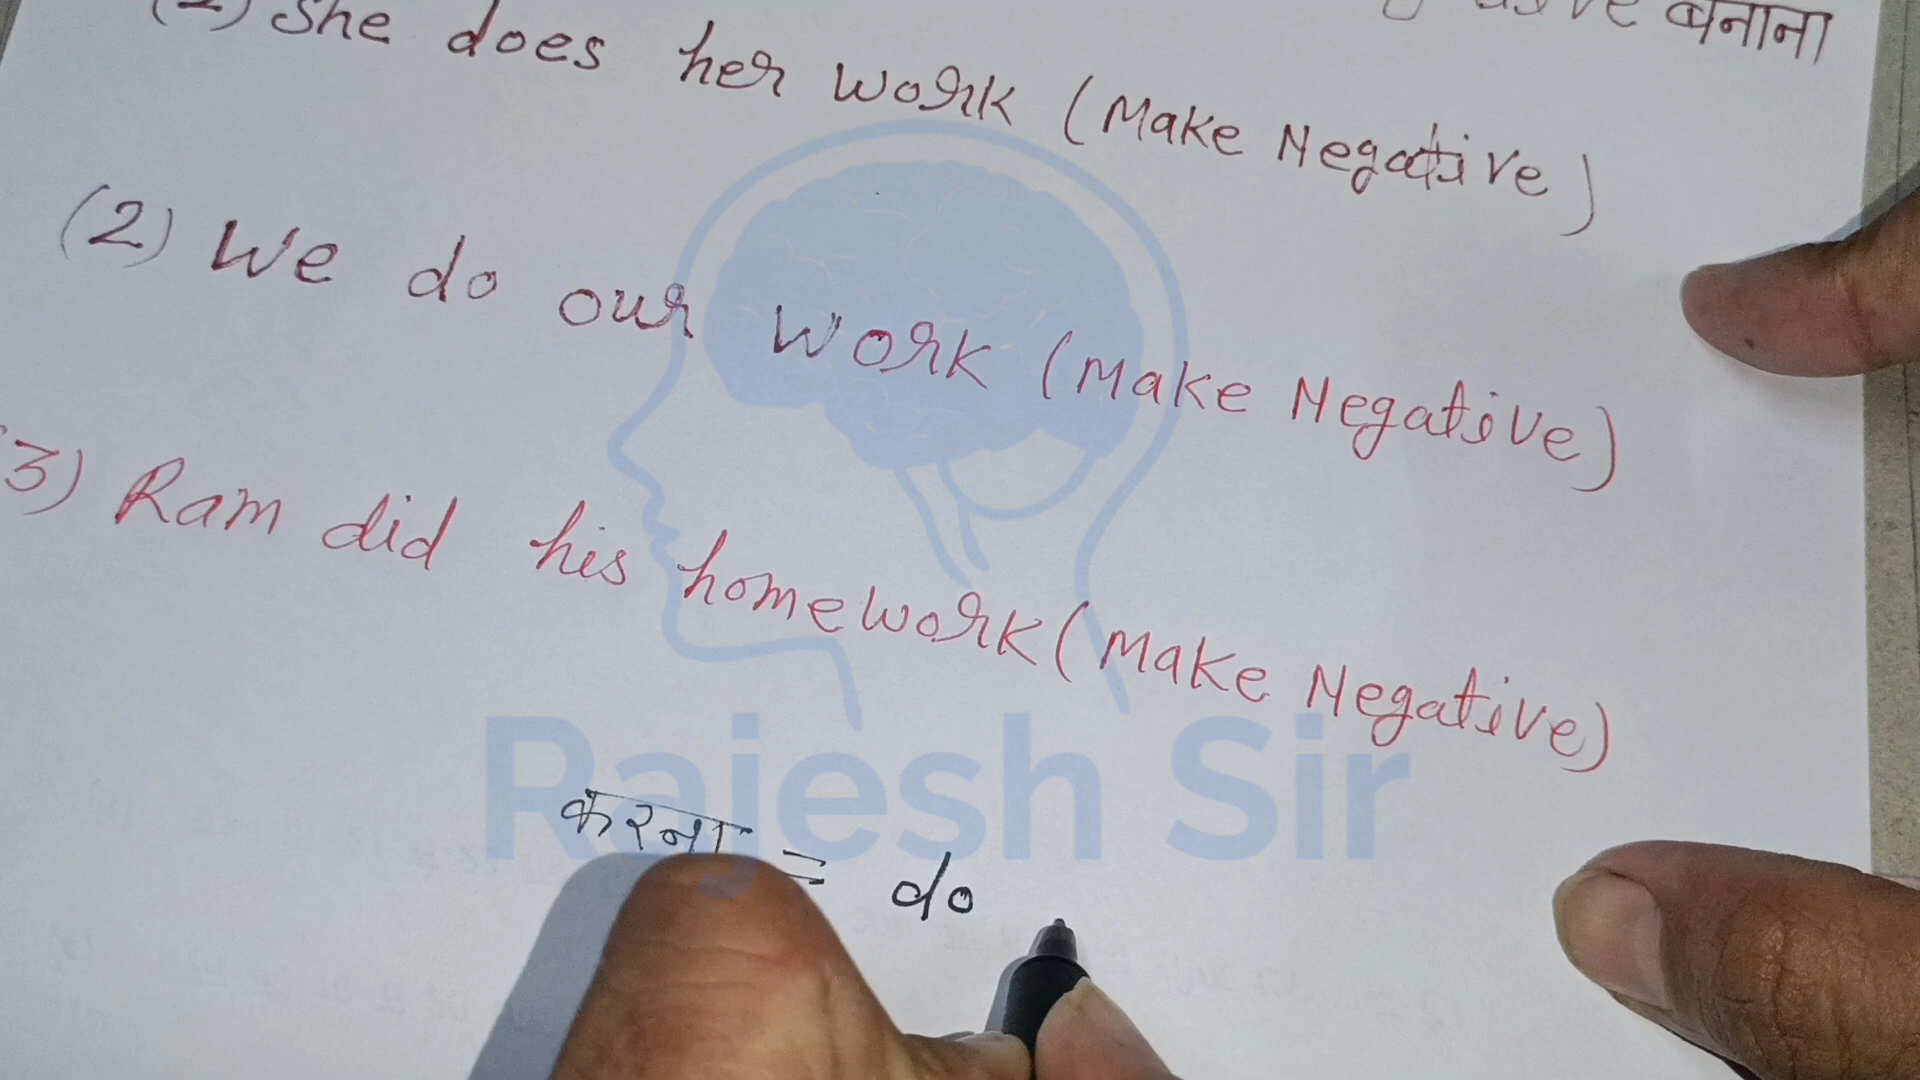 बनाना
She does her work (Make Negative)
(2) We do our work (Make Negative)
3) Ram did his homework (Make Negative)
Rajesh Sir
करना = do